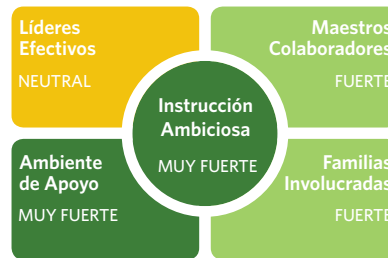 Líderes
Efectivos
NEUTRAL
Maestros
Colaboradores
FUERTE
Instrucción
Ambiciosa
MUY FUERTE
Ambiente
de Apoyo
MUY FUERTE
Familias
Involucradas
FUERTE